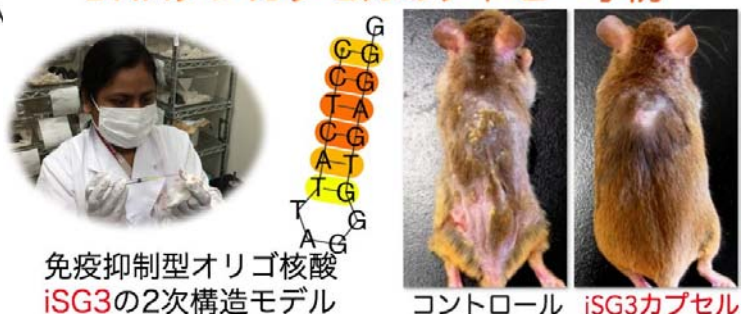 G
C G
C G
T A
C G
A T
T G
T G
A G
免疫抑制型オリゴ核酸
iSG3の2次構造モデル
コントロール
iSG3カプセル